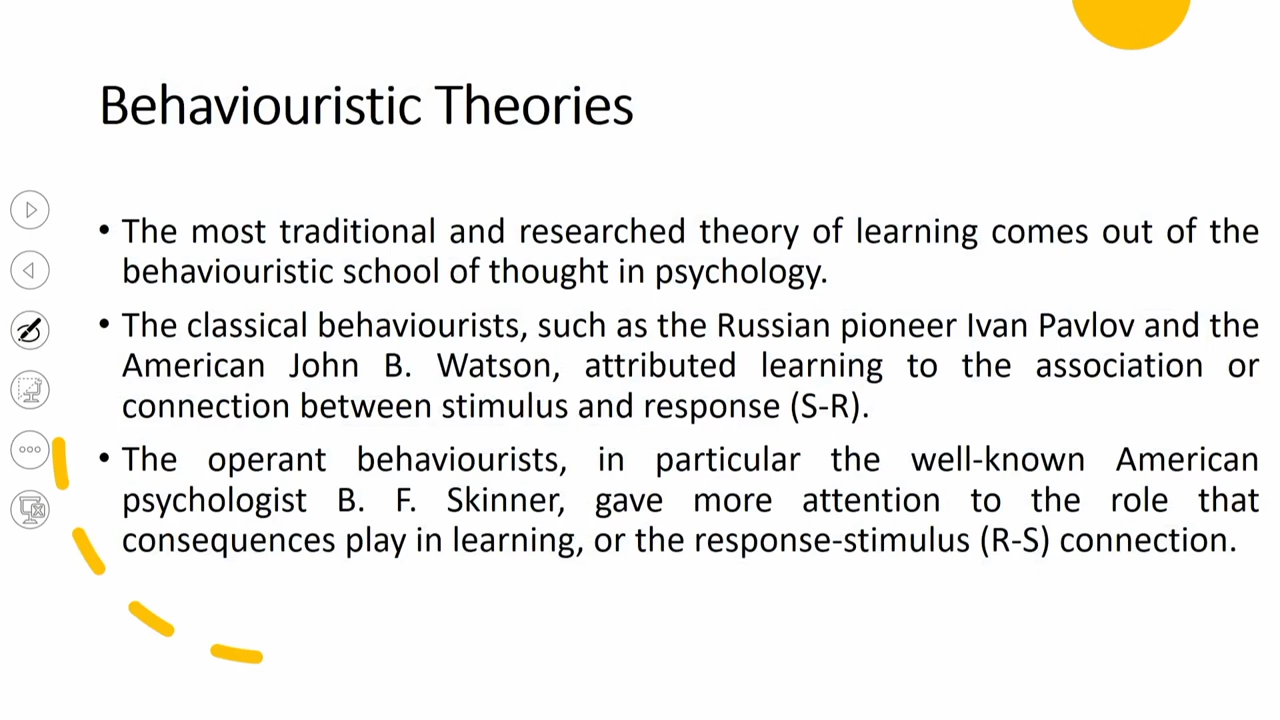 Behaviouristic Theories
• The most traditional and researched theory of learning comes out of the
behaviouristic school of thought in psychology.
• The classical behaviourists, such as the Russian pioneer Ivan Pavlov and the
American John B. Watson, attributed learning to the association or
connection between stimulus and response (S-R).
• The operant behaviourists, in particular the well-known American
psychologist B. F. Skinner, gave more attention to the role that
consequences play in learning, or the response-stimulus (R-S) connection.